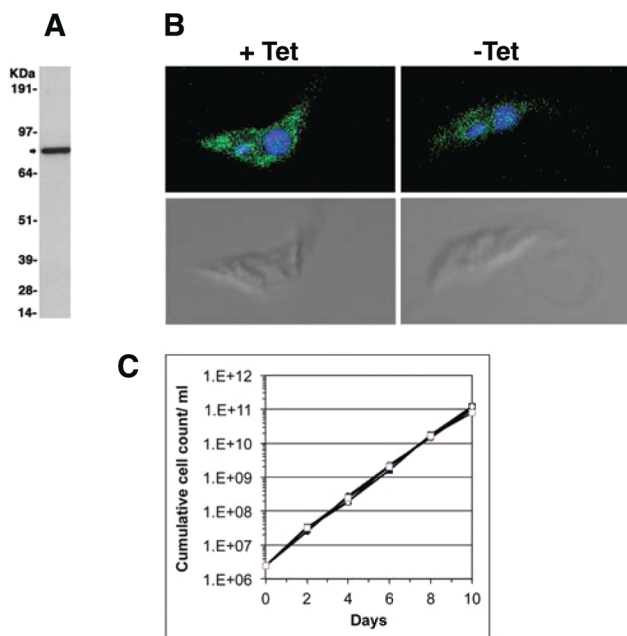 A
B
KDa
191-
97-
64-
51-
39-
28-
14-
+ Tet
-Tet
C
Cumulative cell count/ ml
1.E+12
1.E+11
1.E+10
1.E+09
1.E+08
1.E+07
1.E+06
0 2 4 6 8 10
Days